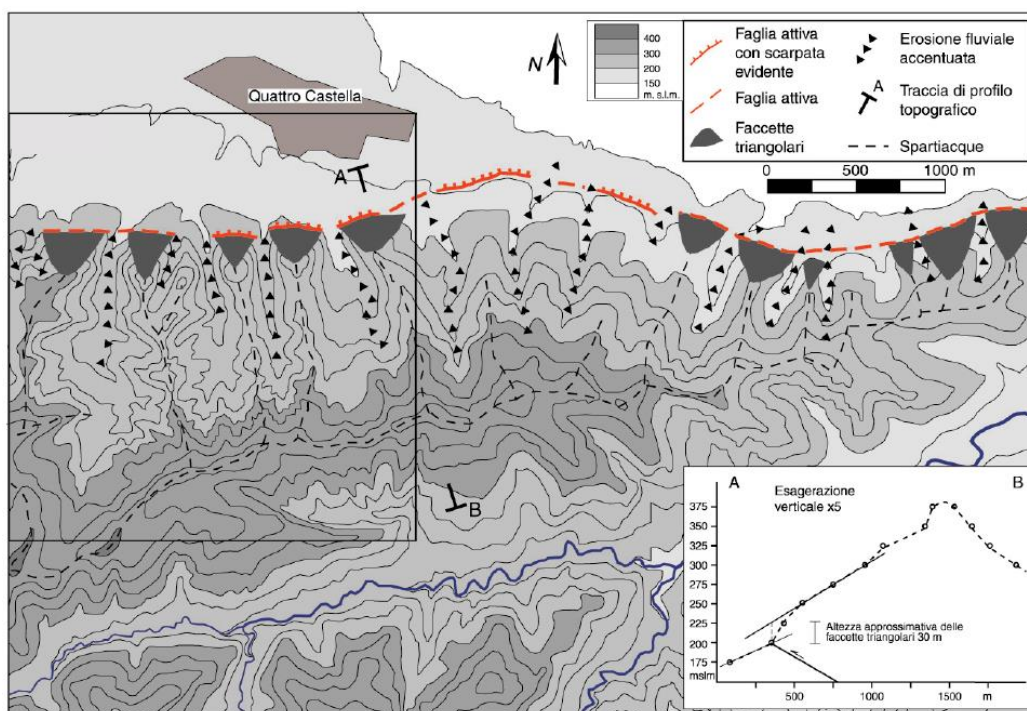 Quattro Castella
N
400
300
200
150
m. s.l.m.
Faglia attiva
con scarpata
evidente
Faglia attiva
Faccette
triangolari
Erosione fluviale
accentuata
A
Traccia di profilo
topografico
Spartiacque
0 500 1000 m
A
B
A
B
Esagerazione
verticale x5
375
350
325
300
275
250
225
200
175
mslm
Altezza approssimativa delle
faccette triangolari 30 m
500 1000 1500 m